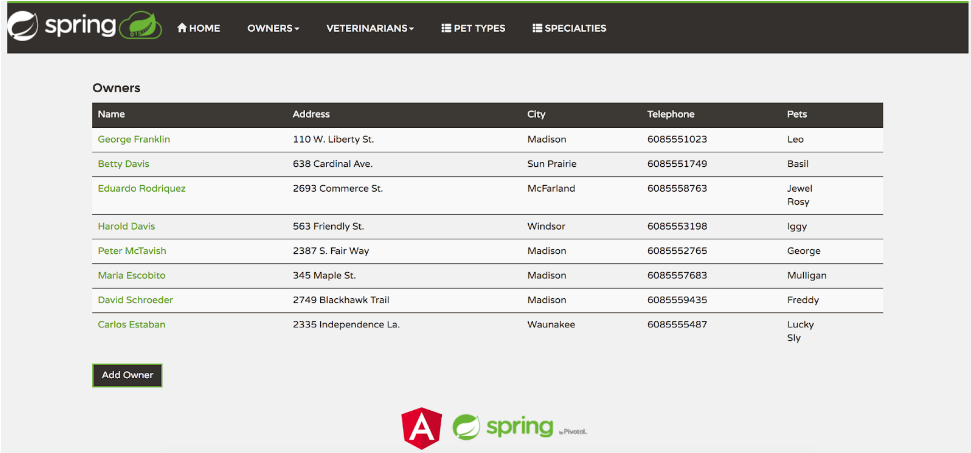 spring HOME OWNERS VETERINARIANS PET TYPES SPECIALTIES
Owners
Name Address City Telephone Pets
George Franklin 110 W. Liberty St. Madison 6085551023 Leo
Betty Davis 638 Cardinal Ave. Sun Prairie 6085551749 Basil
Eduardo Rodriquez 2693 Commerce St. McFarland 6085558763 Jewel
Rosy
Harold Davis 563 Friendly St. Windsor 6085553198 Iggy
Peter McTavish 2387 S. Fair Way Madison 6085552765 George
Maria Escobito 345 Maple St. Madison 6085557683 Mulligan
David Schroeder 2749 Blackhawk Trail Madison 6085559435 Freddy
Carlos Estaban 2335 Independence La. Waunakee 6085555487 Lucky
Sly
Add Owner
A spring by Pivotal.